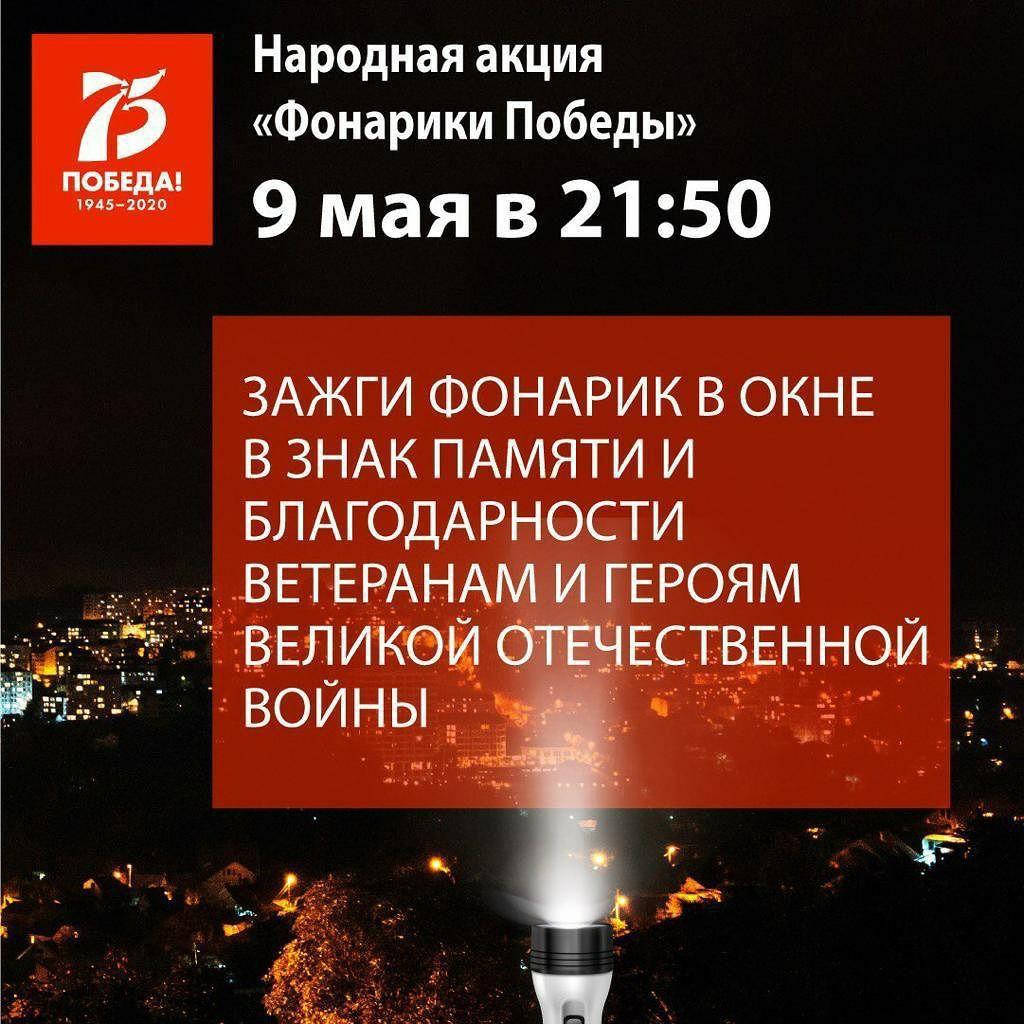 75
ПОБЕДА!
1945–2020
Народная акция
«Фонарики Победы»
9 мая в 21:50
ЗАЖГИ ФОНАРИК В ОКНЕ
В ЗНАК ПАМЯТИ И
БЛАГОДАРНОСТИ
ВЕТЕРАНАМ И ГЕРОЯМ
ВЕЛИКОЙ ОТЕЧЕСТВЕННОЙ
ВОЙНЫ